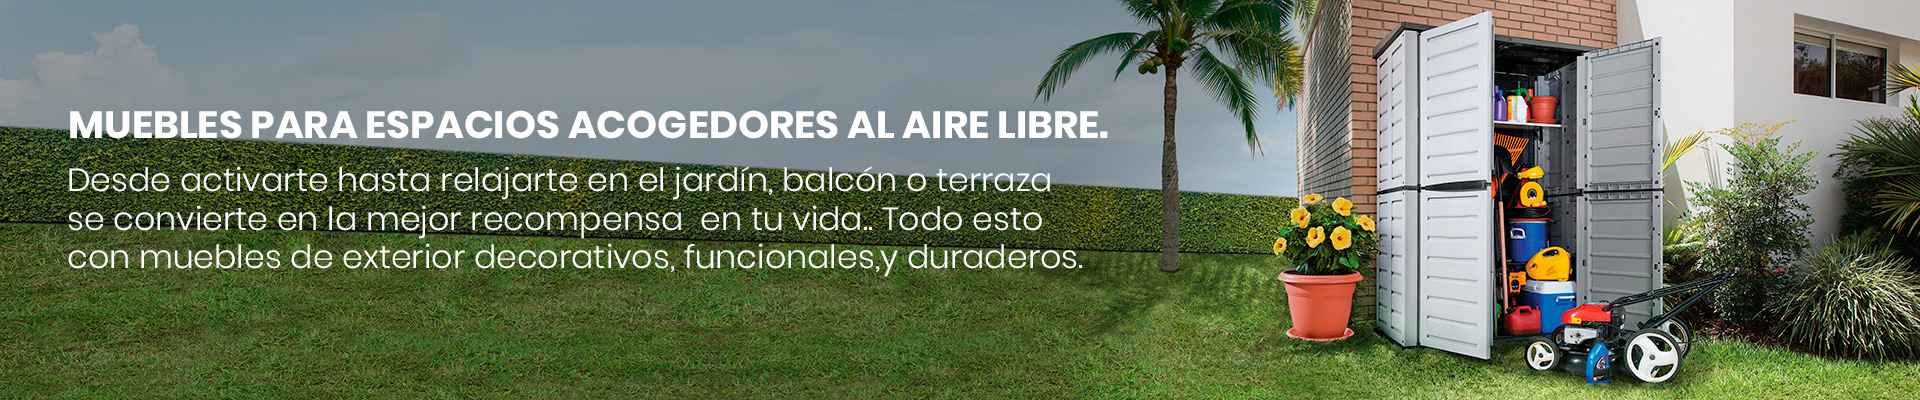 MUEBLES PARA ESPACIOS ACOGEDORES AL AIRE LIBRE.
Desde activarte hasta relajarte en el jardín, balcón o terraza
se convierte en la mejor recompensa  en tu vida.. Todo esto
con muebles de exterior decorativos, funcionales,y duraderos.